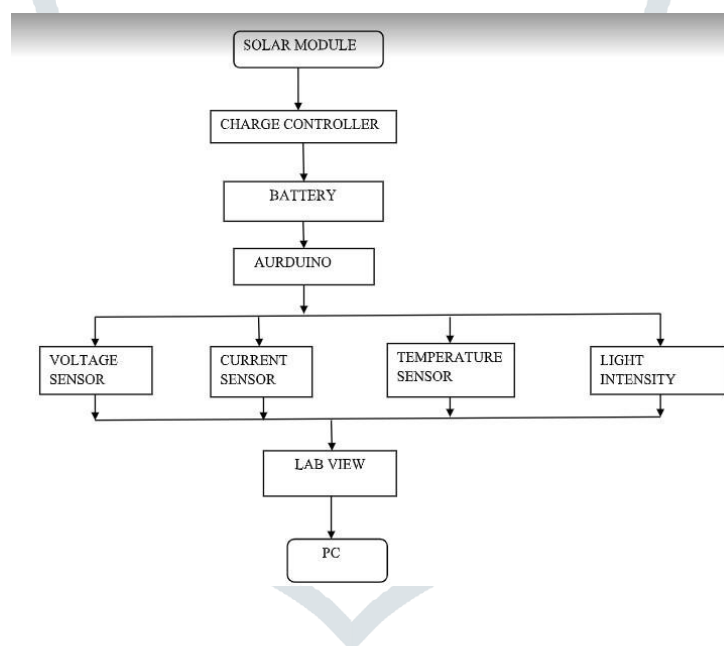 SOLAR MODULE
CHARGE CONTROLLER
BATTERY
AURDUINO
VOLTAGE
SENSOR
CURRENT
SENSOR
TEMPERATURE
SENSOR
LIGHT
INTENSITY
LAB VIEW
PC